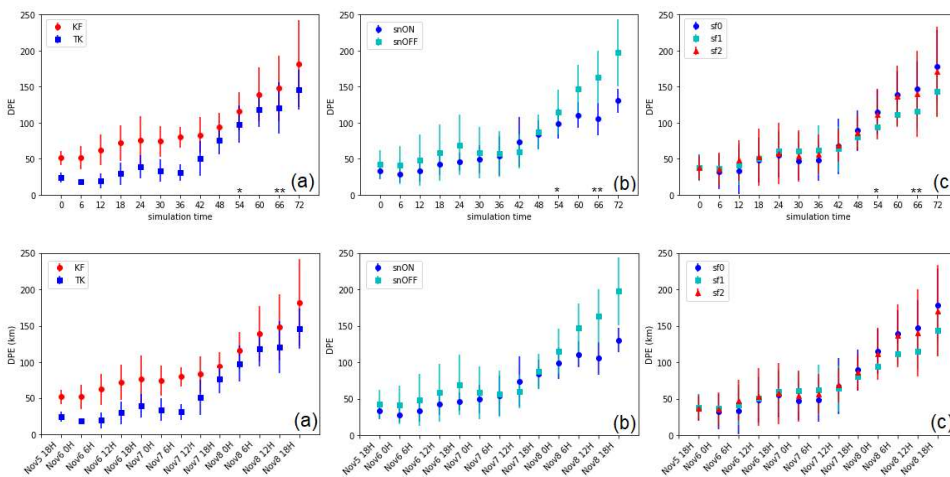 250
200
150
100
50
0
DPE
KF
TK
0 6 12 18 24 30 36 42 48 54 60 66 72
simulation time
* **
(a)
250
200
150
100
50
0
DPE
snON
snOFF
0 6 12 18 24 30 36 42 48 54 60 66 72
simulation time
* **
(b)
250
200
150
100
50
0
DPE
sf0
sf1
sf2
0 6 12 18 24 30 36 42 48 54 60 66 72
simulation time
* **
(c)
250
200
150
100
50
0
DPE (km)
KF
TK
Nov5 18H Nov6 0H Nov6 6H Nov6 12H Nov6 18H Nov7 0H Nov7 6H Nov7 12H Nov7 18H Nov8 0H Nov8 6H Nov8 12H Nov8 18H
(a)
250
200
150
100
50
0
DPE (km)
snON
snOFF
Nov5 18H Nov6 0H Nov6 6H Nov6 12H Nov6 18H Nov7 0H Nov7 6H Nov7 12H Nov7 18H Nov8 0H Nov8 6H Nov8 12H Nov8 18H
(b)
250
200
150
100
50
0
DPE (km)
sf0
sf1
sf2
Nov5 18H Nov6 0H Nov6 6H Nov6 12H Nov6 18H Nov7 0H Nov7 6H Nov7 12H Nov7 18H Nov8 0H Nov8 6H Nov8 12H Nov8 18H
(c)